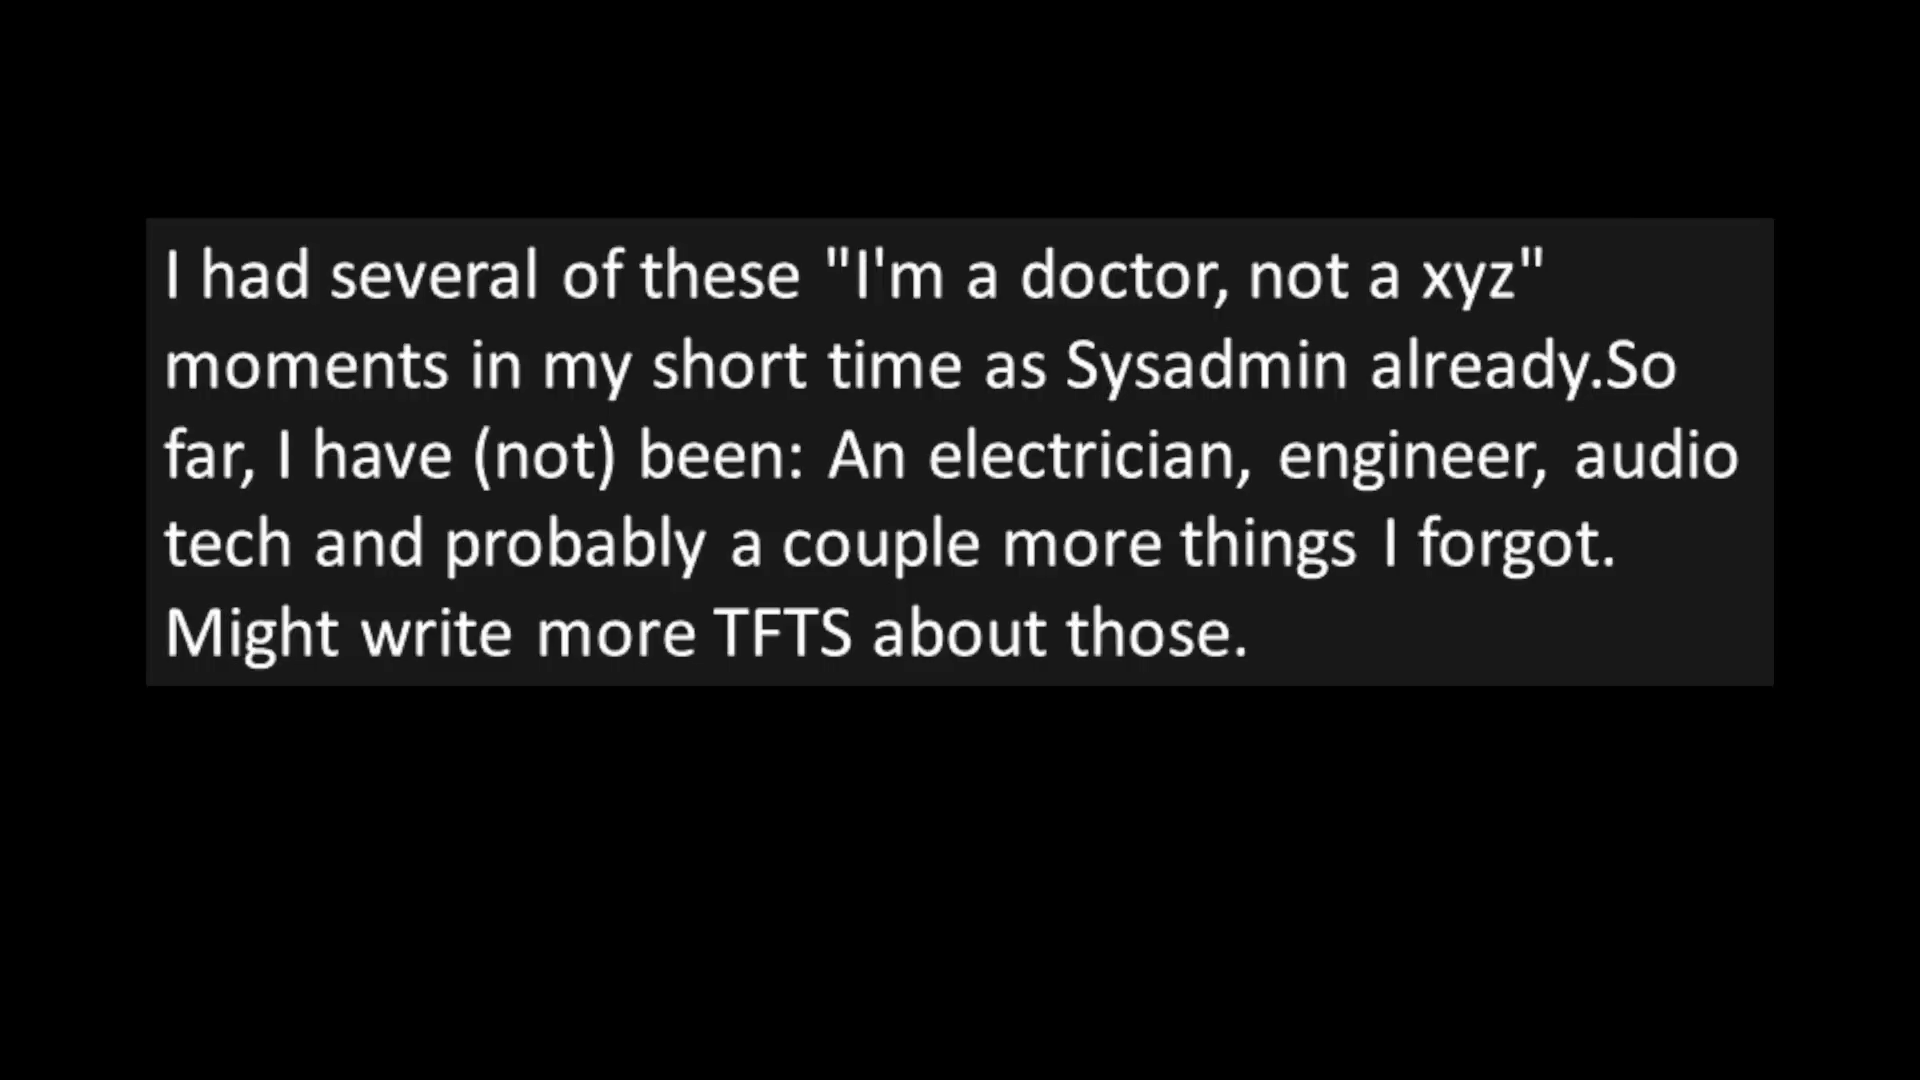 I had several of these "I'm a doctor, not a xyz"
moments in my short time as Sysadmin already.So
far, I have (not) been: An electrician, engineer, audio
tech and probably a couple more things I forgot.
Might write more TFTS about those.